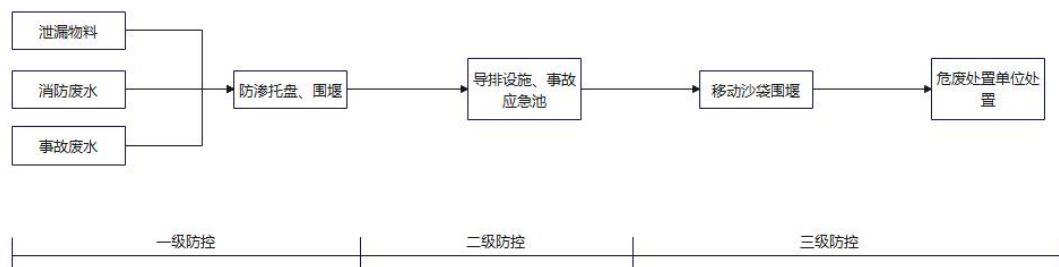 泄漏物料
消防废水
事故废水
防渗托盘、围堰
导排设施、事故
应急池
移动沙袋围堰
危废处置单位处
置
一级防控
二级防控
三级防控